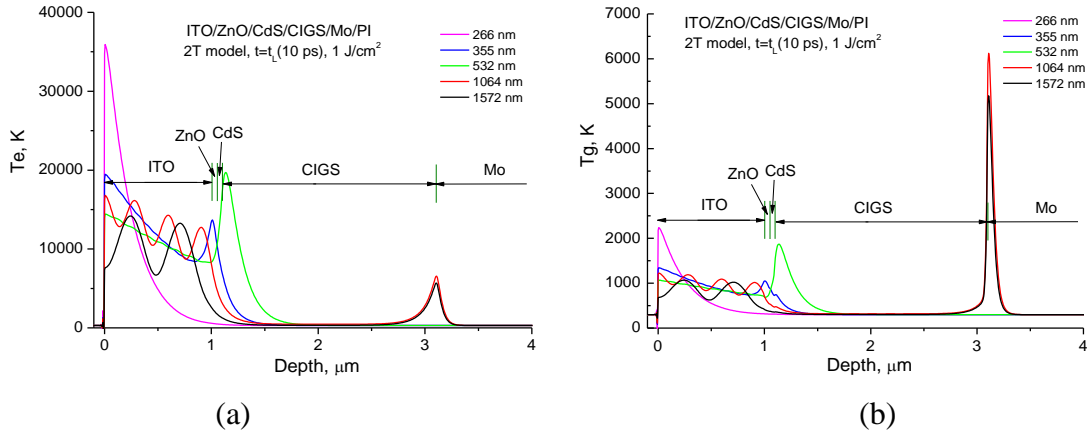 ITO/ZnO/CdS/CIGS/Mo/PI
2T model, t=t_L(10 ps), 1 J/cm²
266 nm
355 nm
532 nm
1064 nm
1572 nm
ZnO
CdS
ITO
CIGS
Mo
Te, K
40000
30000
20000
10000
0
0
1
2
3
4
Depth, μm
(a)
ITO/ZnO/CdS/CIGS/Mo/PI
2T model, t=t_L(10 ps), 1 J/cm²
266 nm
355 nm
532 nm
1064 nm
1572 nm
ZnO
CdS
ITO
CIGS
Mo
Tg, K
7000
6000
5000
4000
3000
2000
1000
0
0
1
2
3
4
Depth, μm
(b)